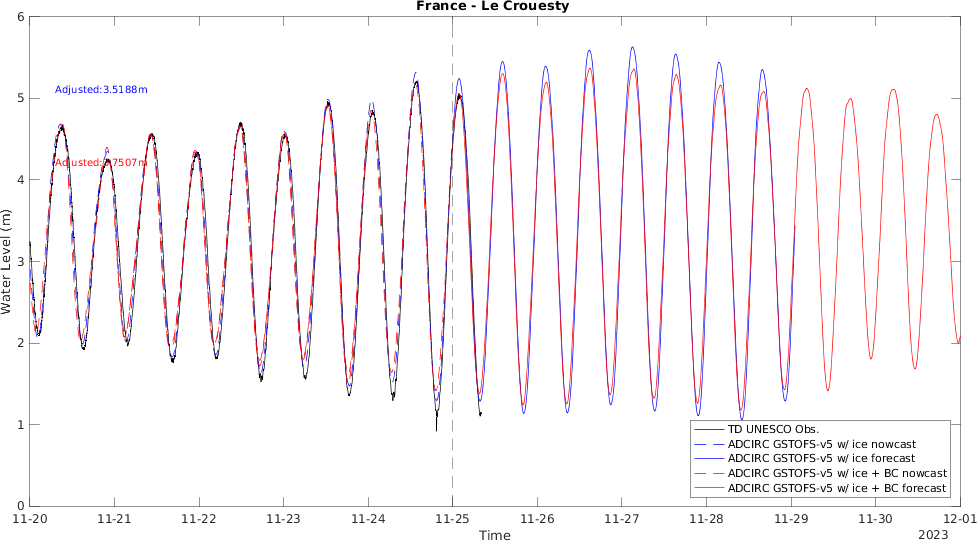 France - Le Crouesty
6
5
4
3
2
1
0
Water Level (m)
Adjusted:3.5188m
11-20
11-21
11-22
11-23
11-24
11-25
11-26
11-27
11-28
11-29
11-30
12-01
Time
2023
TD UNESCO Obs.
ADCIRC GSTOFS-v5 w/ ice nowcast
ADCIRC GSTOFS-v5 w/ ice forecast
ADCIRC GSTOFS-v5 w/ ice + BC nowcast
ADCIRC GSTOFS-v5 w/ ice + BC forecast